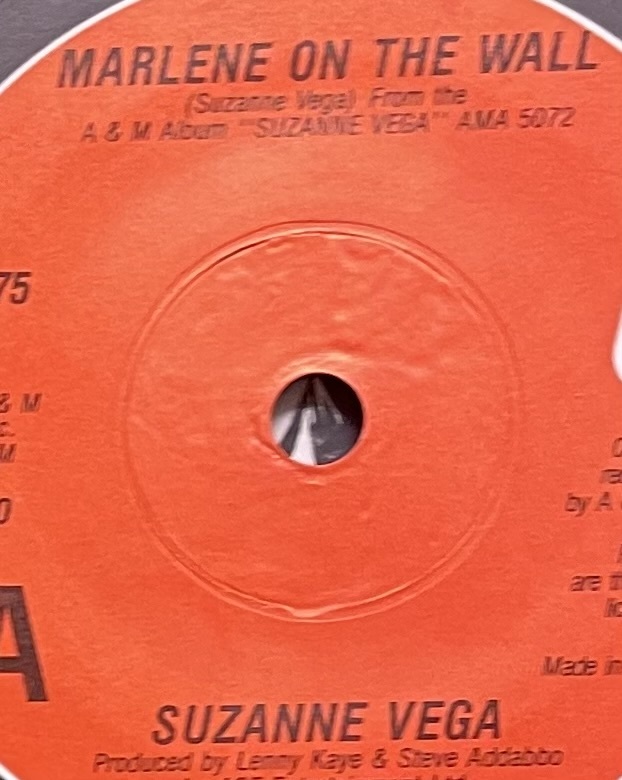 MARLENE ON THE WALL
(Suzanne Vega) From the
A & M Album "SUZANNE VEGA" AMA 5072
75
& M
c.
M
0
by A
are th
Made in
A
SUZANNE VEGA
Produced by Lenny Kaye & Steve Addabbo